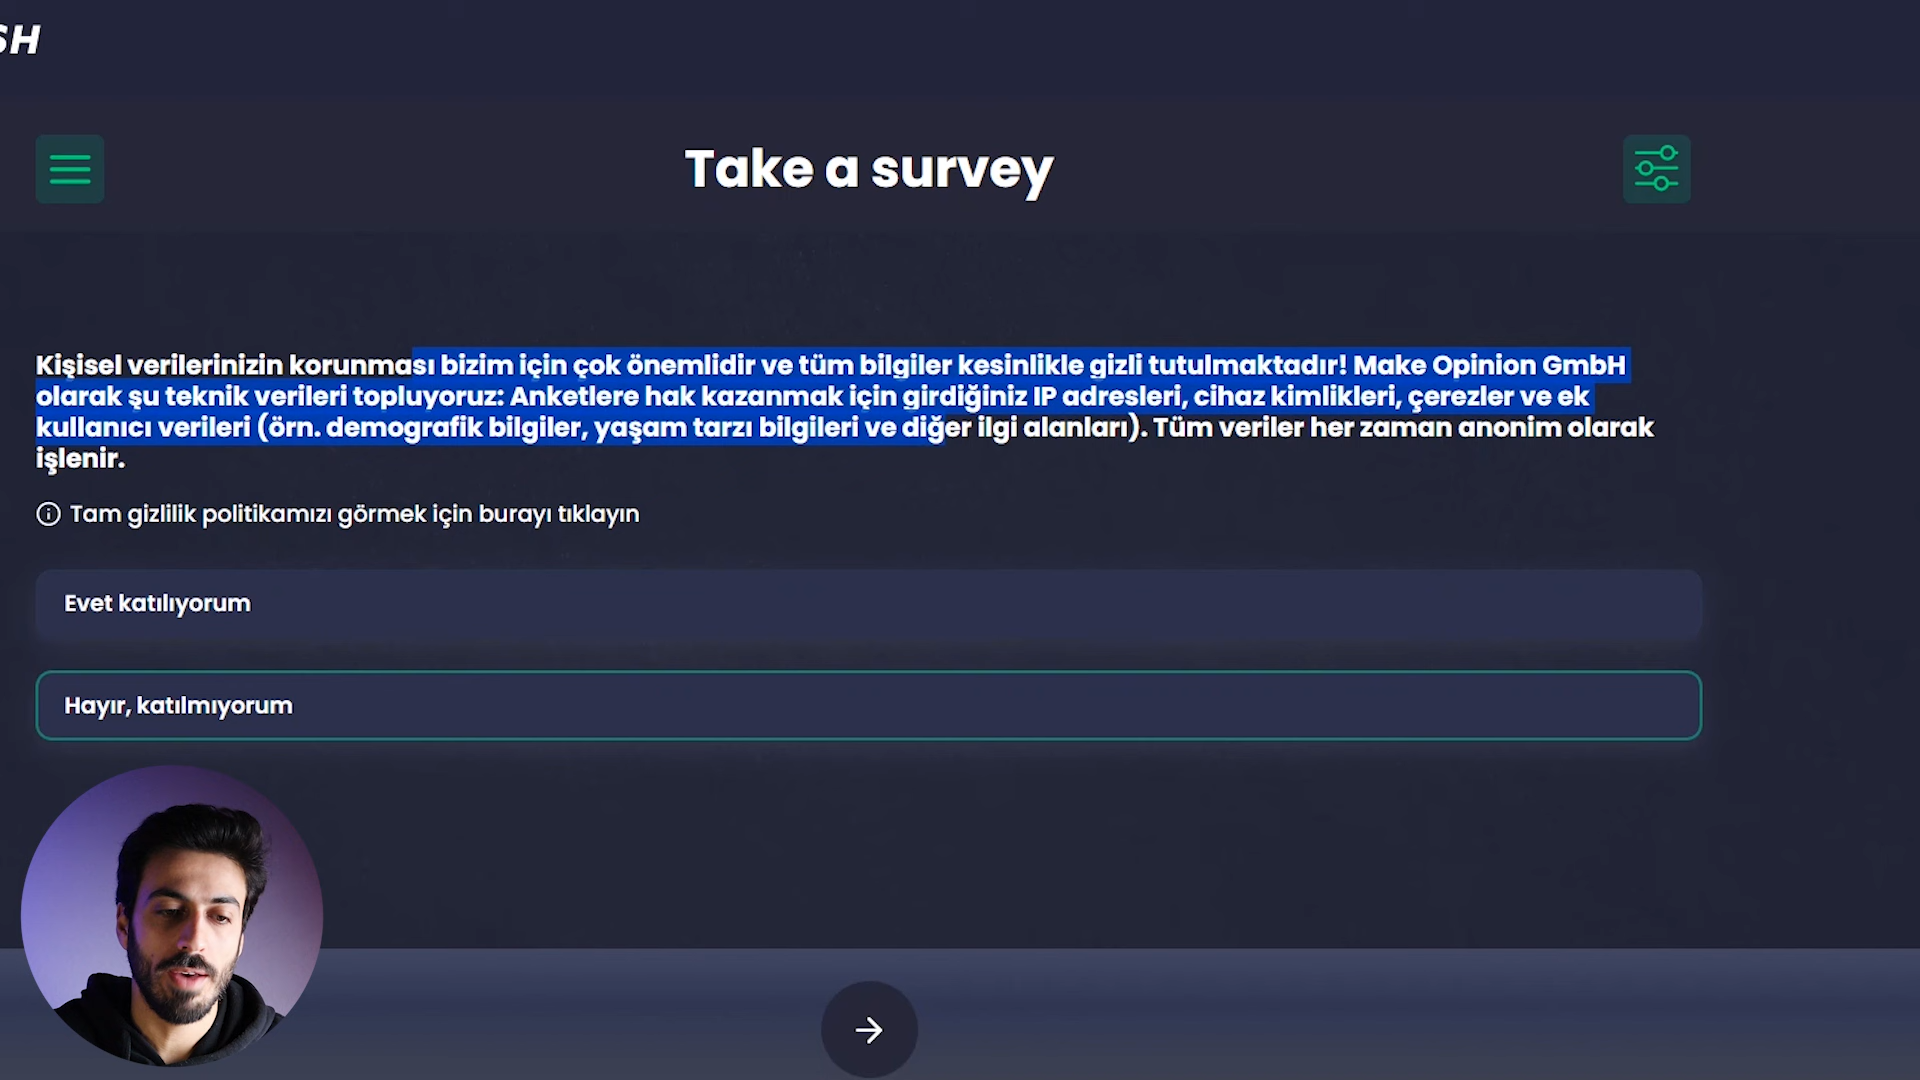 SH
Take a survey
Kişisel verilerinizin korunması bizim için çok önemlidir ve tüm bilgiler kesinlikle gizli tutulmaktadır! Make Opinion GmbH
olarak şu teknik verileri topluyoruz: Anketlere hak kazanmak için girdiğiniz IP adresleri, cihaz kimlikleri, çerezler ve ek
kullanıcı verileri (örn. demografik bilgiler, yaşam tarzı bilgileri ve diğer ilgi alanları). Tüm veriler her zaman anonim olarak
işlenir.
Tam gizlilik politikamızı görmek için burayı tıklayın
Evet katılıyorum
Hayır, katılmıyorum